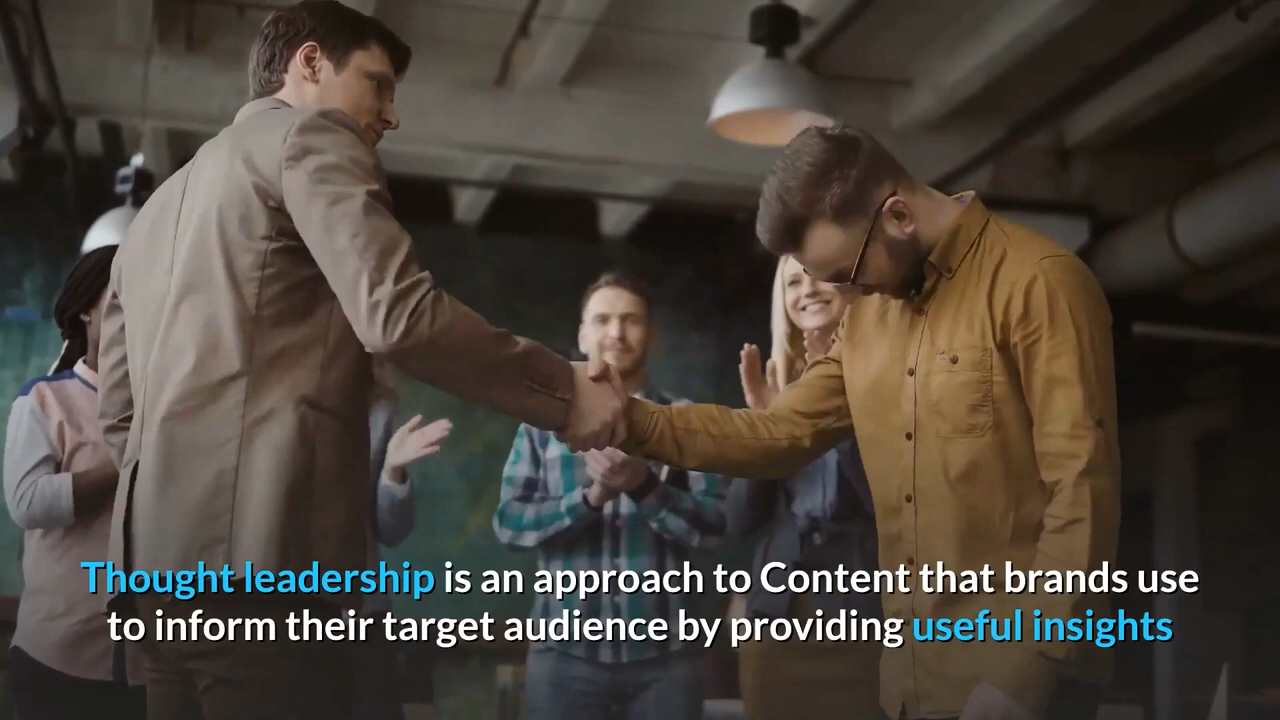 Thought leadership is an approach to Content that brands use
to inform their target audience by providing useful insights